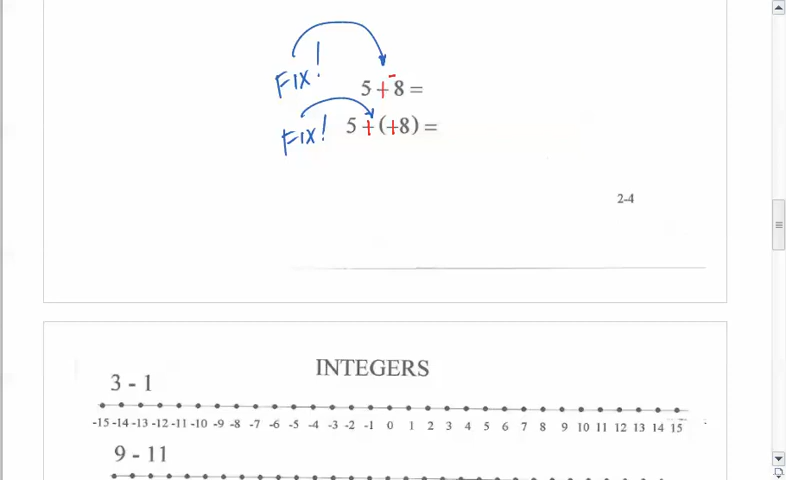 FIX!
5 + -8 =
FIX!
5 + (+8) =
2-4
INTEGERS
3 - 1
-15 -14 -13 -12 -11 -10 -9 -8 -7 -6 -5 -4 -3 -2 -1 0 1 2 3 4 5 6 7 8 9 10 11 12 13 14 15
9 - 11